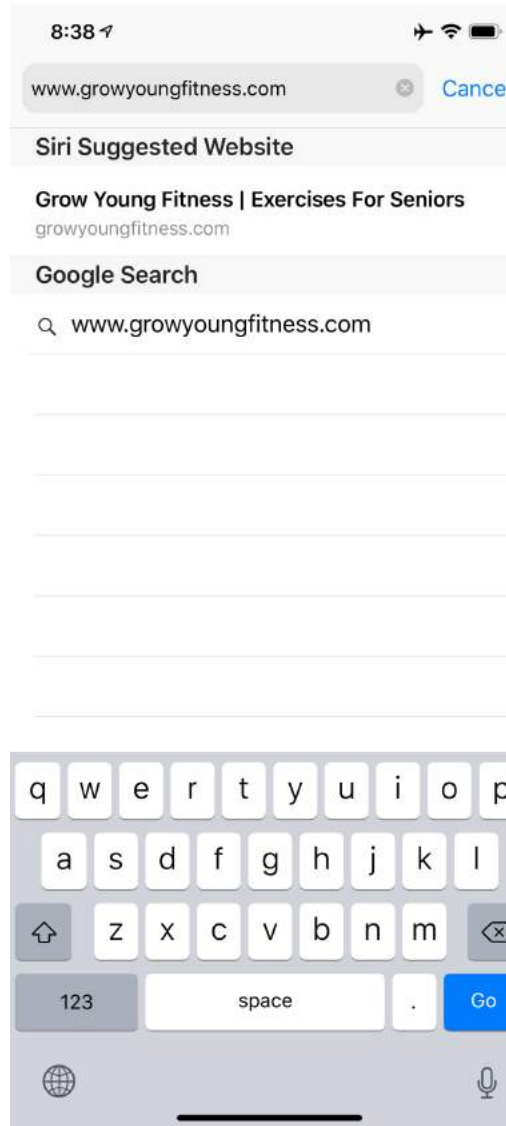 8:38
www.growyoungfitness.com Cance
Siri Suggested Website
Grow Young Fitness | Exercises For Seniors
growyoungfitness.com
Google Search
www.growyoungfitness.com
q w e r t y u i o p
a s d f g h j k l
z x c v b n m
123 space . Go